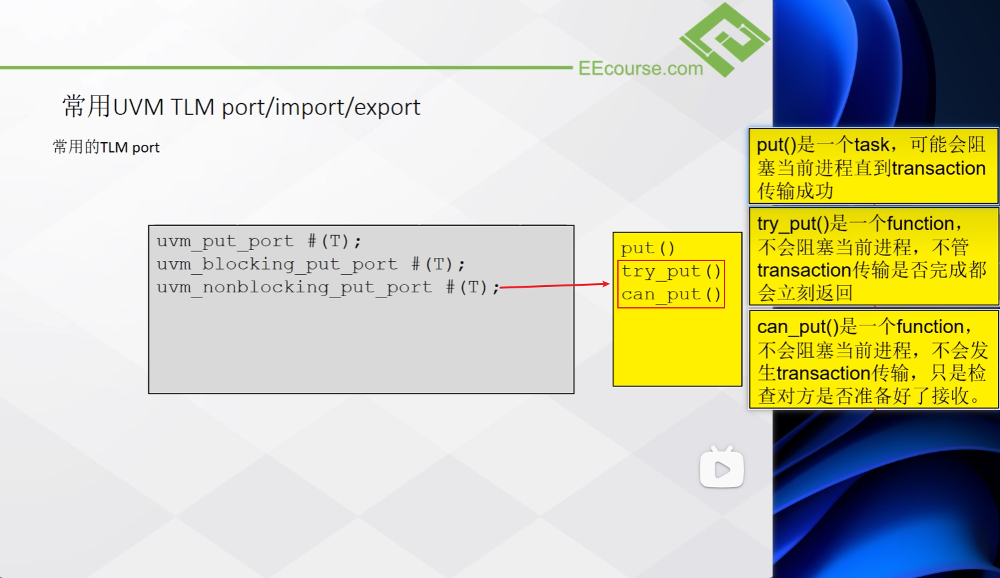 EEcourse.com
常用UVM TLM port/import/export
常用的TLM port
uvm_put_port #(T);
uvm_blocking_put_port #(T);
uvm_nonblocking_put_port #(T);
put()
try_put()
can_put()
put()是一个task，可能会阻
塞当前进程直到transaction
传输成功
try_put()是一个function，
不会阻塞当前进程，不管
transaction传输是否完成都
会立刻返回
can_put()是一个function，
不会阻塞当前进程，不会发
生transaction传输，只是检
查对方是否准备好了接收。